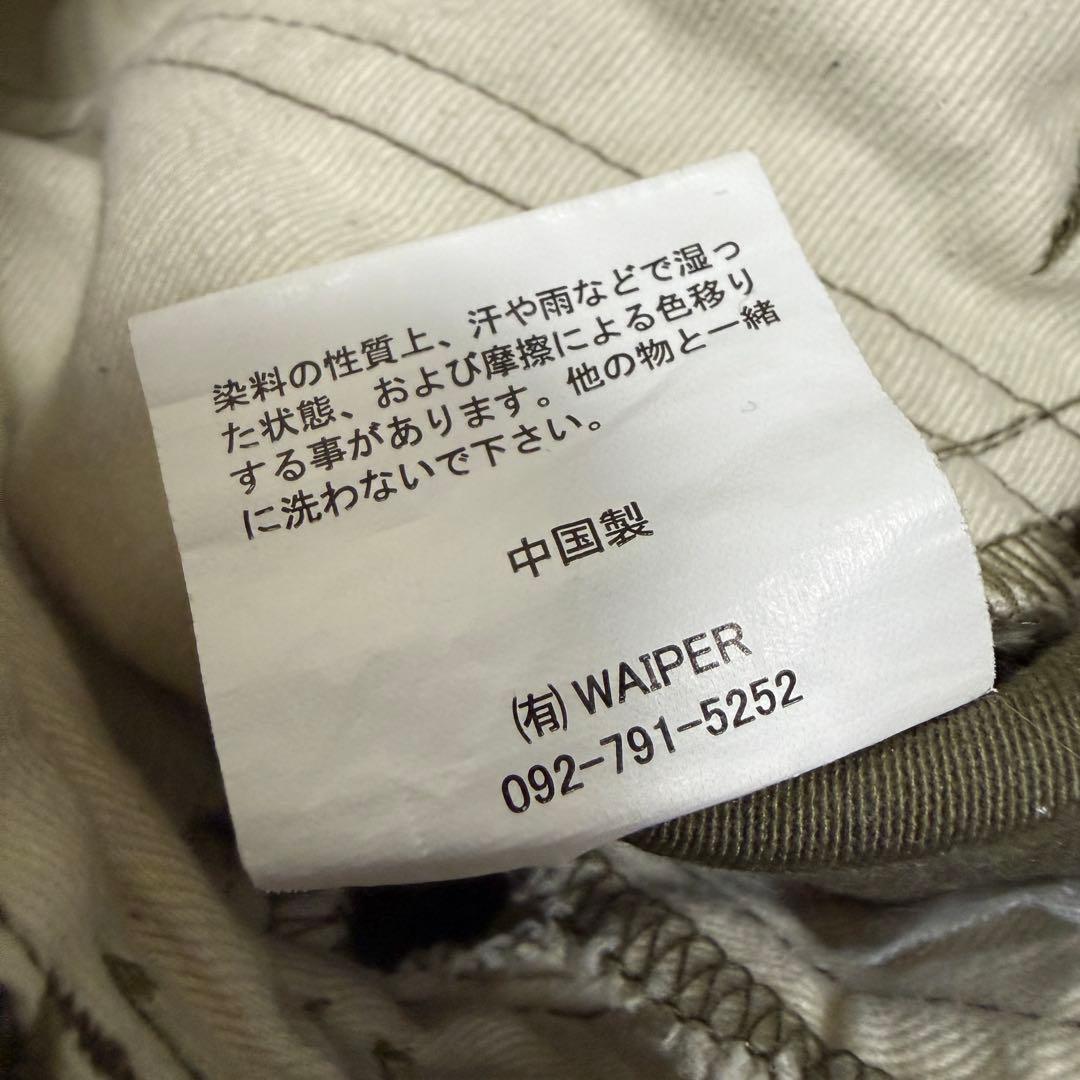 染料の性質上、汗や雨などで湿っ
た状態、および摩擦による色移り
する事があります。他の物と一緒
に洗わないで下さい。
中国製
㈲ WAIPER
092-791-5252